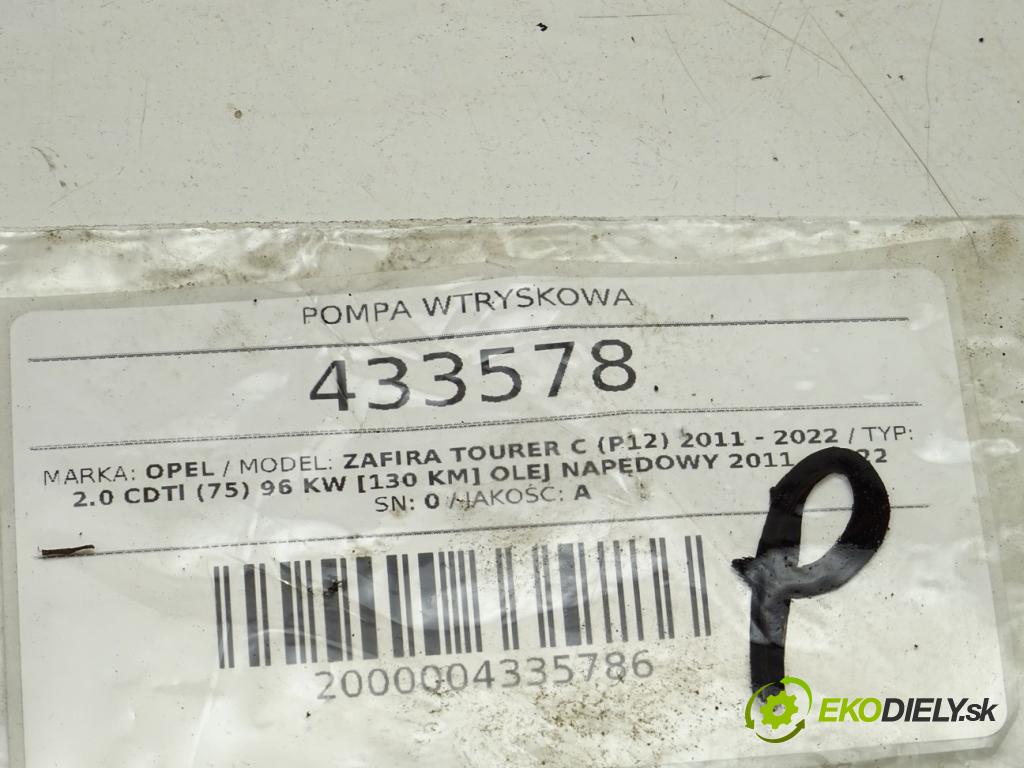 POMPA WTRYSKOWA
433578
MARKA: OPEL / MODEL: ZAFIRA TOURER C (P12) 2011 - 2022 / TYP:
2.0 CDTI (75) 96 KW [130 KM] OLEJ NAPĘDOWY 2011
SN: 0 / JAKOŚĆ: A
2000004335786
P
EKODIELY.sk